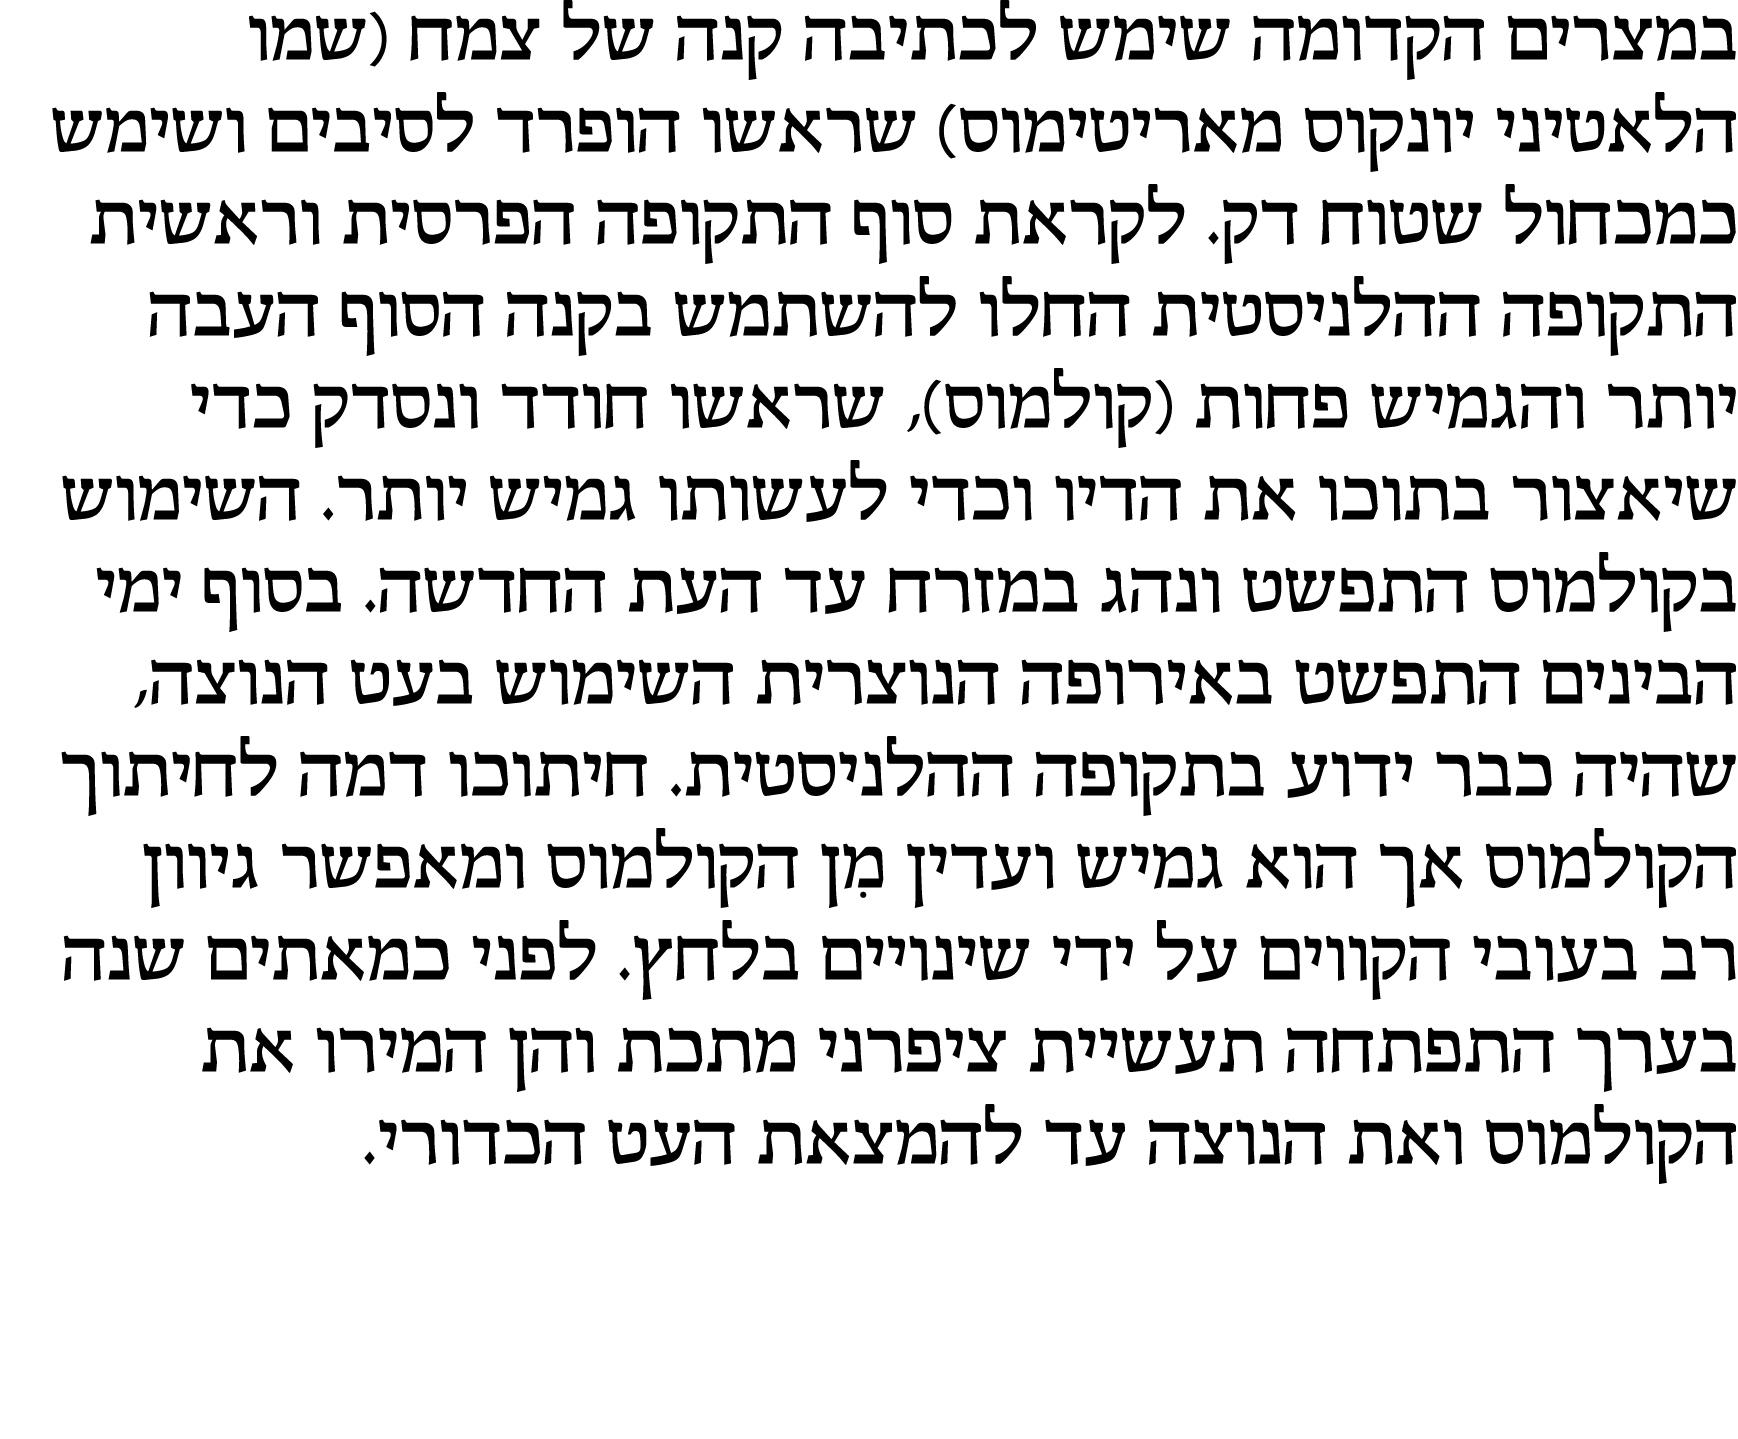 במצרים הקדומה שימש לכתיבה קנה של צמח (שמו
הלאטיני יונקוס מאריטימוס) שראשו הופרד לסיבים ושימש
כמכחול שטוח דק. לקראת סוף התקופה הפרסית וראשית
התקופה ההלניסטית החלו להשתמש בקנה הסוף העבה
יותר והגמיש פחות (קולמוס), שראשו חודד ונסדק כדי
שיאצור בתוכו את הדיו וכדי לעשותו גמיש יותר. השימוש
בקולמוס התפשט ונהג במזרח עד העת החדשה. בסוף ימי
הבינים התפשט באירופה הנוצרית השימוש בעט הנוצה,
שהיה כבר ידוע בתקופה ההלניסטית. חיתוכו דמה לחיתוך
הקולמוס אך הוא גמיש ועדין מִן הקולמוס ומאפשר גיוון
רב בעובי הקווים על ידי שינויים בלחץ. לפני כמאתים שנה
בערך התפתחה תעשיית ציפרני מתכת והן המירו את
הקולמוס ואת הנוצה עד להמצאת העט הכדורי.